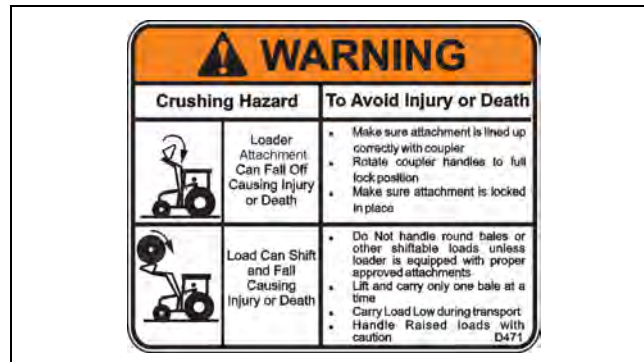 WARNING
Crushing Hazard
To Avoid Injury or Death
Loader
Attachment
Can Fall Off
Causing Injury
or Death
• Make sure attachment is lined up
correctly with coupler
• Rotate coupler handles to full
lock position
• Make sure attachment is locked
in place
Load Can Shift
and Fall
Causing
Injury or Death
• Do Not handle round bales or
other shiftable loads unless
loader is equipped with proper
approved attachments
• Lift and carry only one bale at a
time
• Carry Load Low during transport
• Handle Raised loads with
caution D471